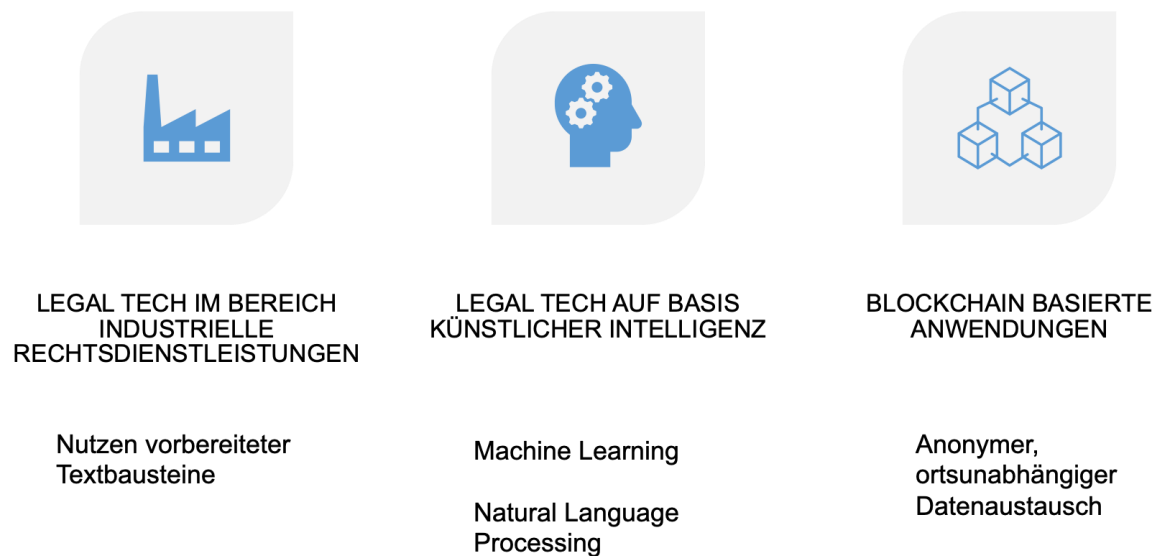 LEGAL TECH IM BEREICH
INDUSTRIELLE
RECHTSDIENSTLEISTUNGEN
Nutzen vorbereiteter
Textbausteine
LEGAL TECH AUF BASIS
KÜNSTLICHER INTELLIGENZ
Machine Learning
Natural Language
Processing
BLOCKCHAIN BASIERTE
ANWENDUNGEN
Anonymer,
ortsunabhängiger
Datenaustausch